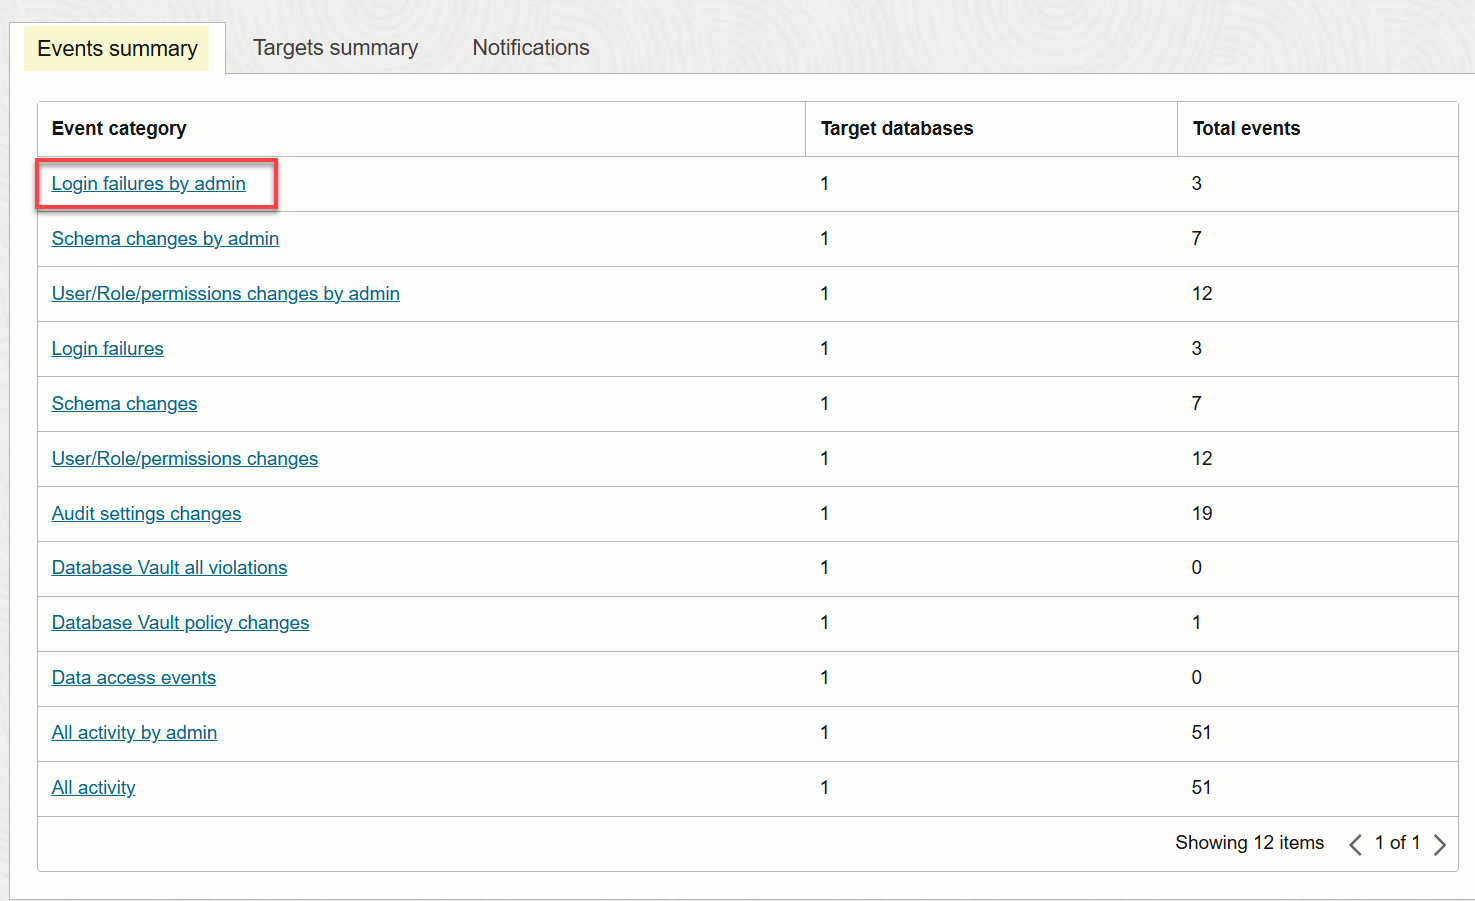 Events summary Targets summary Notifications
Event category Target databases Total events
Login failures by admin 1 3
Schema changes by admin 1 7
User/Role/permissions changes by admin 1 12
Login failures 1 3
Schema changes 1 7
User/Role/permissions changes 1 12
Audit settings changes 1 19
Database Vault all violations 1 0
Database Vault policy changes 1 1
Data access events 1 0
All activity by admin 1 51
All activity 1 51
Showing 12 items 1 of 1